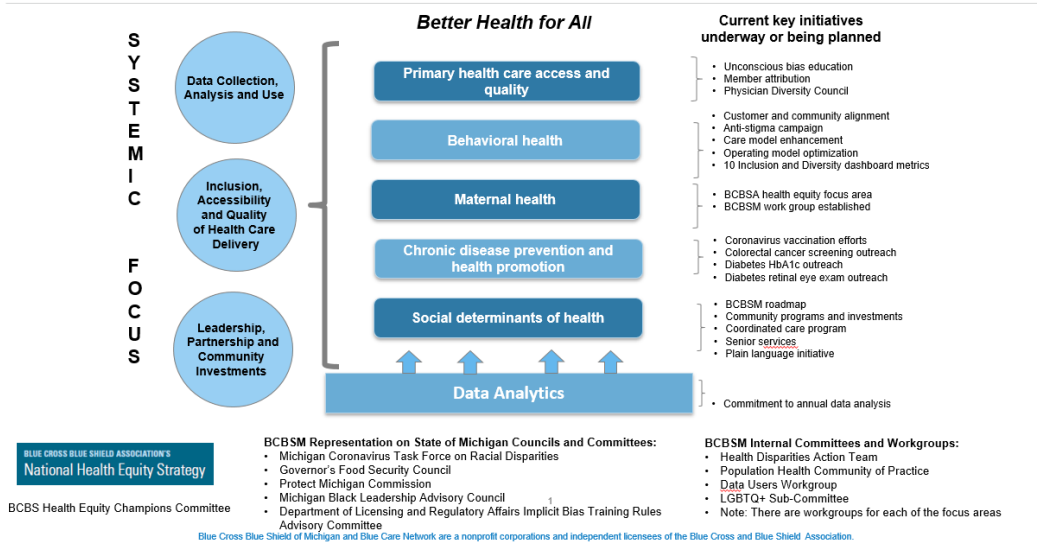 Better Health for All
Current key initiatives
underway or being planned
SYSTEMIC
FOCUS
Data Collection,
Analysis and Use
Inclusion,
Accessibility
and Quality
of Health Care
Delivery
Leadership,
Partnership and
Community
Investments
Primary health care access and
quality
• Unconscious bias education
• Member attribution
• Physician Diversity Council
Behavioral health
• Customer and community alignment
• Anti-stigma campaign
• Care model enhancement
• Operating model optimization
• 10 Inclusion and Diversity dashboard metrics
Maternal health
• BCBSA health equity focus area
• BCBSM work group established
Chronic disease prevention and
health promotion
• Coronavirus vaccination efforts
• Colorectal cancer screening outreach
• Diabetes HbA1c outreach
• Diabetes retinal eye exam outreach
Social determinants of health
• BCBSM roadmap
• Community programs and investments
• Coordinated care program
• Senior services
• Plain language initiative
Data Analytics
• Commitment to annual data analysis
BLUE CROSS BLUE SHIELD ASSOCIATION'S
National Health Equity Strategy
BCBS Health Equity Champions Committee
BCBSM Representation on State of Michigan Councils and Committees:
• Michigan Coronavirus Task Force on Racial Disparities
• Governor's Food Security Council
• Protect Michigan Commission
• Michigan Black Leadership Advisory Council
• Department of Licensing and Regulatory Affairs Implicit Bias Training Rules
Advisory Committee
1
BCBSM Internal Committees and Workgroups:
• Health Disparities Action Team
• Population Health Community of Practice
• Data Users Workgroup
• LGBTQ+ Sub-Committee
• Note: There are workgroups for each of the focus areas
Blue Cross Blue Shield of Michigan and Blue Care Network are a nonprofit corporations and independent licensees of the Blue Cross and Blue Shield Association.